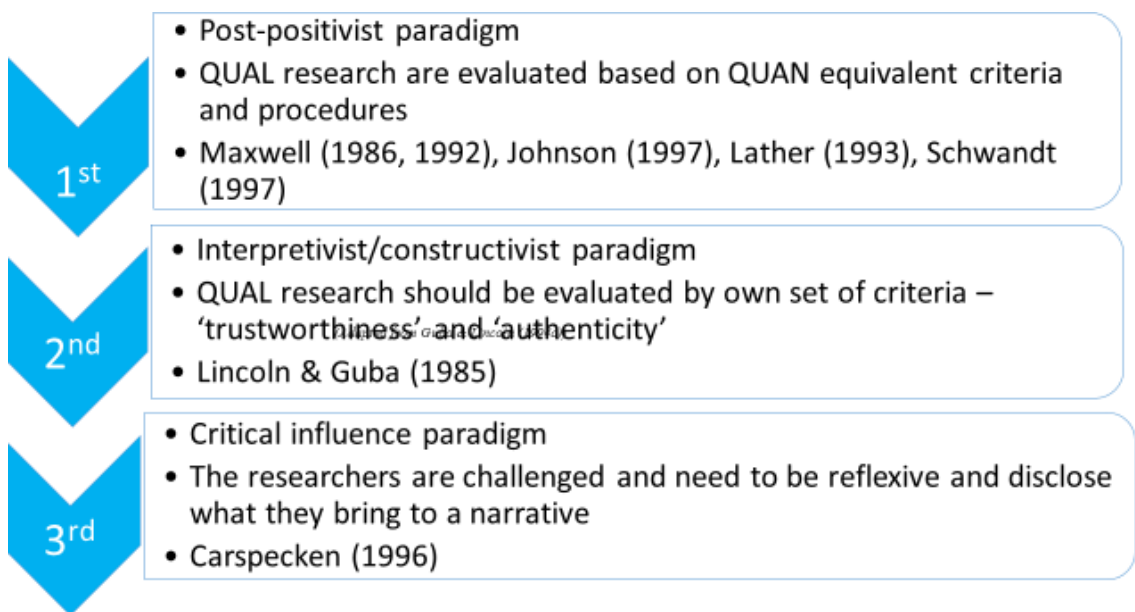 1st
• Post-positivist paradigm
• QUAL research are evaluated based on QUAN equivalent criteria
and procedures
• Maxwell (1986, 1992), Johnson (1997), Lather (1993), Schwandt
(1997)
2nd
• Interpretivist/constructivist paradigm
• QUAL research should be evaluated by own set of criteria –
‘trustworthiness’ and ‘authenticity’
• Lincoln & Guba (1985)
3rd
• Critical influence paradigm
• The researchers are challenged and need to be reflexive and disclose
what they bring to a narrative
• Carspecken (1996)